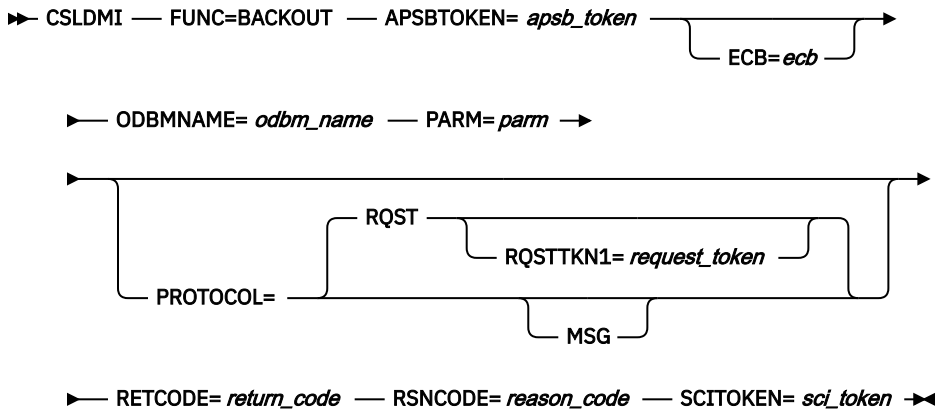 CSLDMI FUNC=BACKOUT APSBTOKEN= apsb_token
ECB=ecb
ODBMNAME= odbm_name PARM=parm
RQST
RQSTTKN1= request_token
PROTOCOL=
MSG
RETCODE= return_code RSNCODE= reason_code SCITOKEN= sci_token